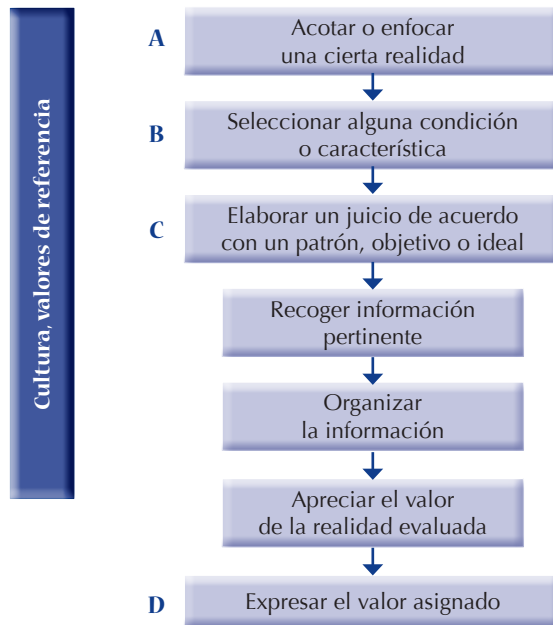 Cultura, valores de referencia
A
Acotar o enfocar
una cierta realidad
B
Seleccionar alguna condición
o característica
C
Elaborar un juicio de acuerdo
con un patrón, objetivo o ideal
Recoger información
pertinente
Organizar
la información
Apreciar el valor
de la realidad evaluada
D
Expresar el valor asignado